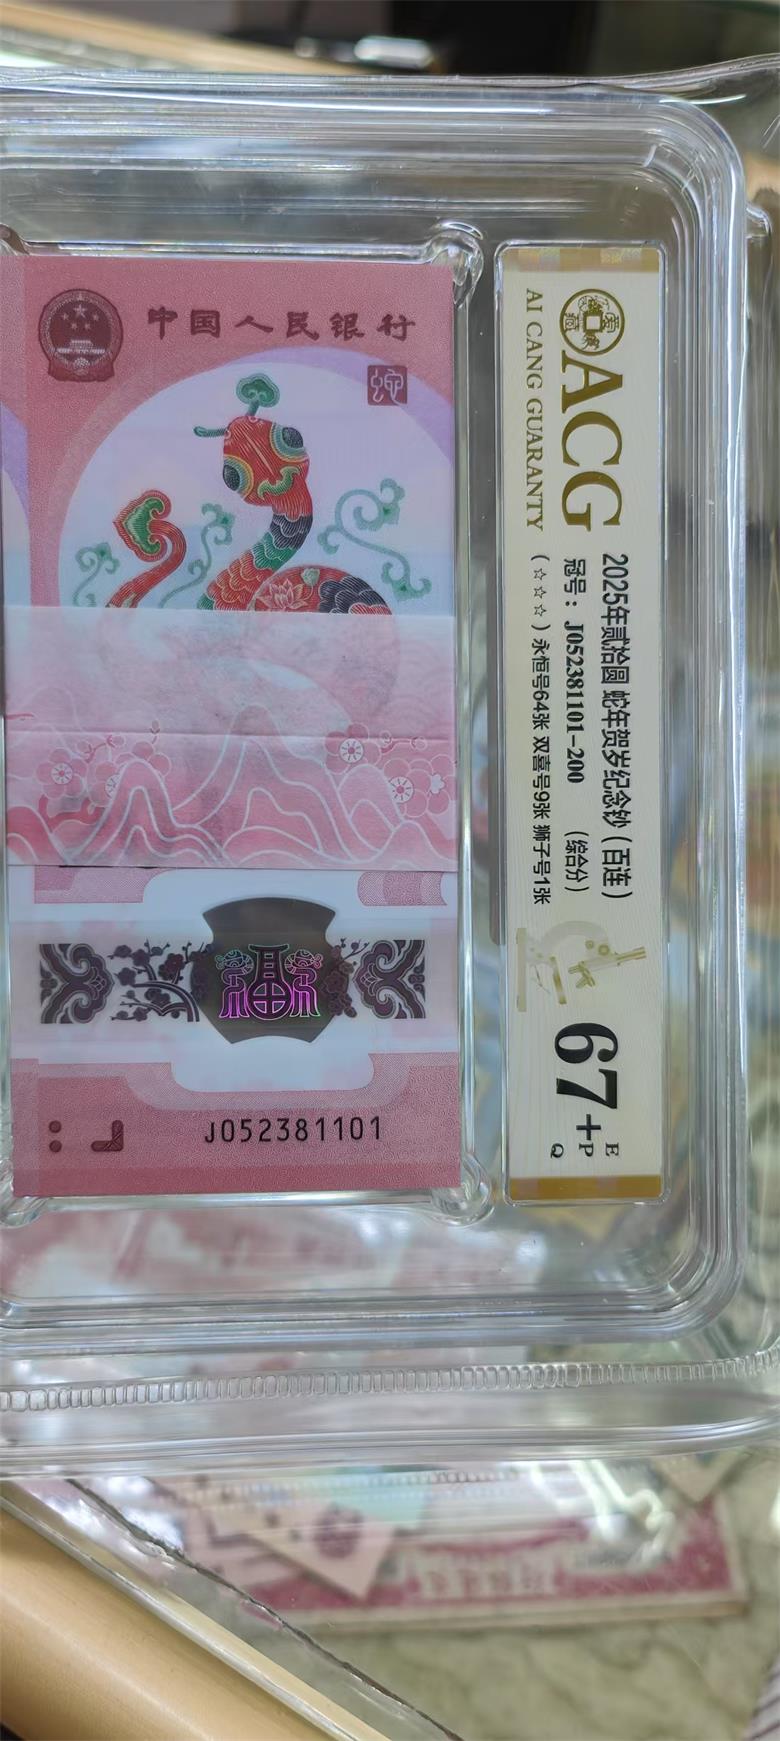 中国人民银行
蛇
J052381101
ACG
AI CANG GUARANTY
2025年贰拾圆 蛇年贺岁纪念钞（百连）
冠号：J052381101-200 （综合分）
（☆☆☆）永恒号64张 双喜号9张 狮子号1张
67+
E
P
Q